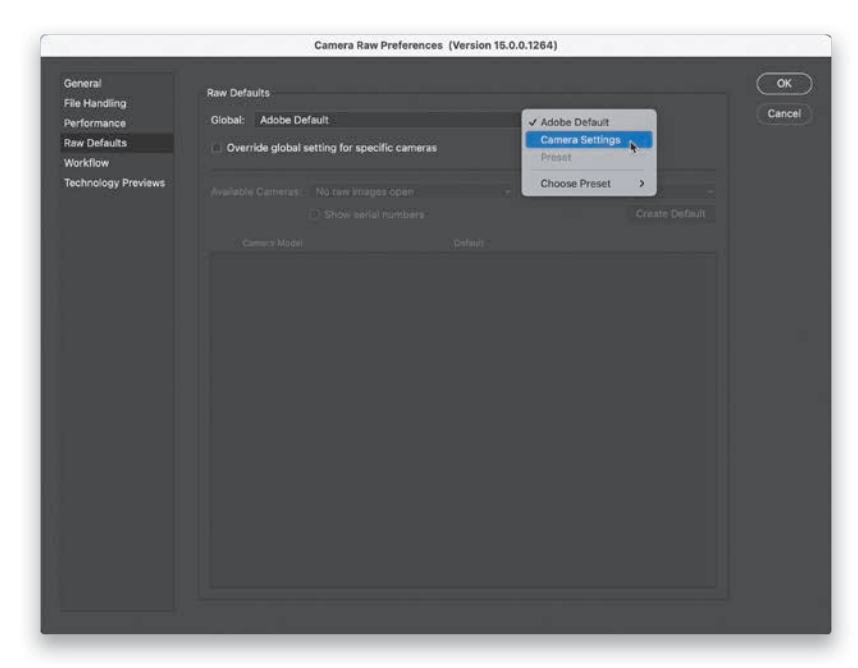 Camera Raw Preferences (Version 15.0.0.1264)
General
File Handling
Performance
Raw Defaults
Workflow
Technology Previews
Raw Defaults
Global: Adobe Default
Override global setting for specific cameras
✓ Adobe Default
Camera Settings
Preset
Choose Preset >
Available Cameras: No raw images open
Show serial numbers
Create Default
Camera Model Default
OK
Cancel